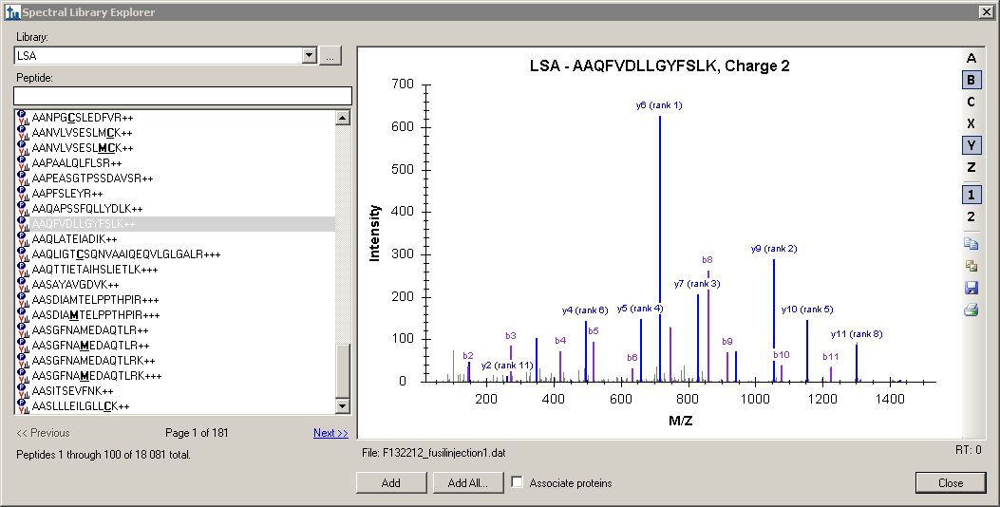 Spectral Library Explorer
Library:
LSA
...
Peptide:
AANPGCSLEDFVR++
AANVLVSESLMCK++
AANVLVSESLMCK++
AAPAALQLFLSR++
AAPEASGTPSSDAVSR++
AAPFSLEYR++
AAQAPSSFQLLYDLK++
AAQFVDLLGYFSLK++
AAQLATEIADIK++
AAQLIGTCSQNVAAIQEQVLGLGALR+++
AAQTTIETAIHSLIETLK+++
AASAYAVGDVK++
AASDIAMTELPPTHPIR+++
AASDIAMTELPPTHPIR+++
AASGFNAMEDAQTLR++
AASGFNAMEDAQTLR++
AASGFNAMEDAQTLRK++
AASGFNAMEDAQTLRK+++
AASITSEVFNK++
AASLLLEILGLLCK++
<< Previous Page 1 of 181 Next >>
Peptides 1 through 100 of 18 081 total.
LSA - AAQFVDLLGYFSLK, Charge 2
Intensity
700
600
500
400
300
200
100
0
y6 (rank 1)
y9 (rank 2)
b8
y7 (rank 3)
y5 (rank 4)
y4 (rank 6)
y10 (rank 5)
b3
b4
b5
b9
y11 (rank 8)
b2
y2 (rank 11)
b6
b10
b11
200 400 600 800 1000 1200 1400
M/Z
A
B
C
X
Y
Z
1
2
File: F132212_fusilinjection1.dat
RT: 0
Add
Add All...
Associate proteins
Close